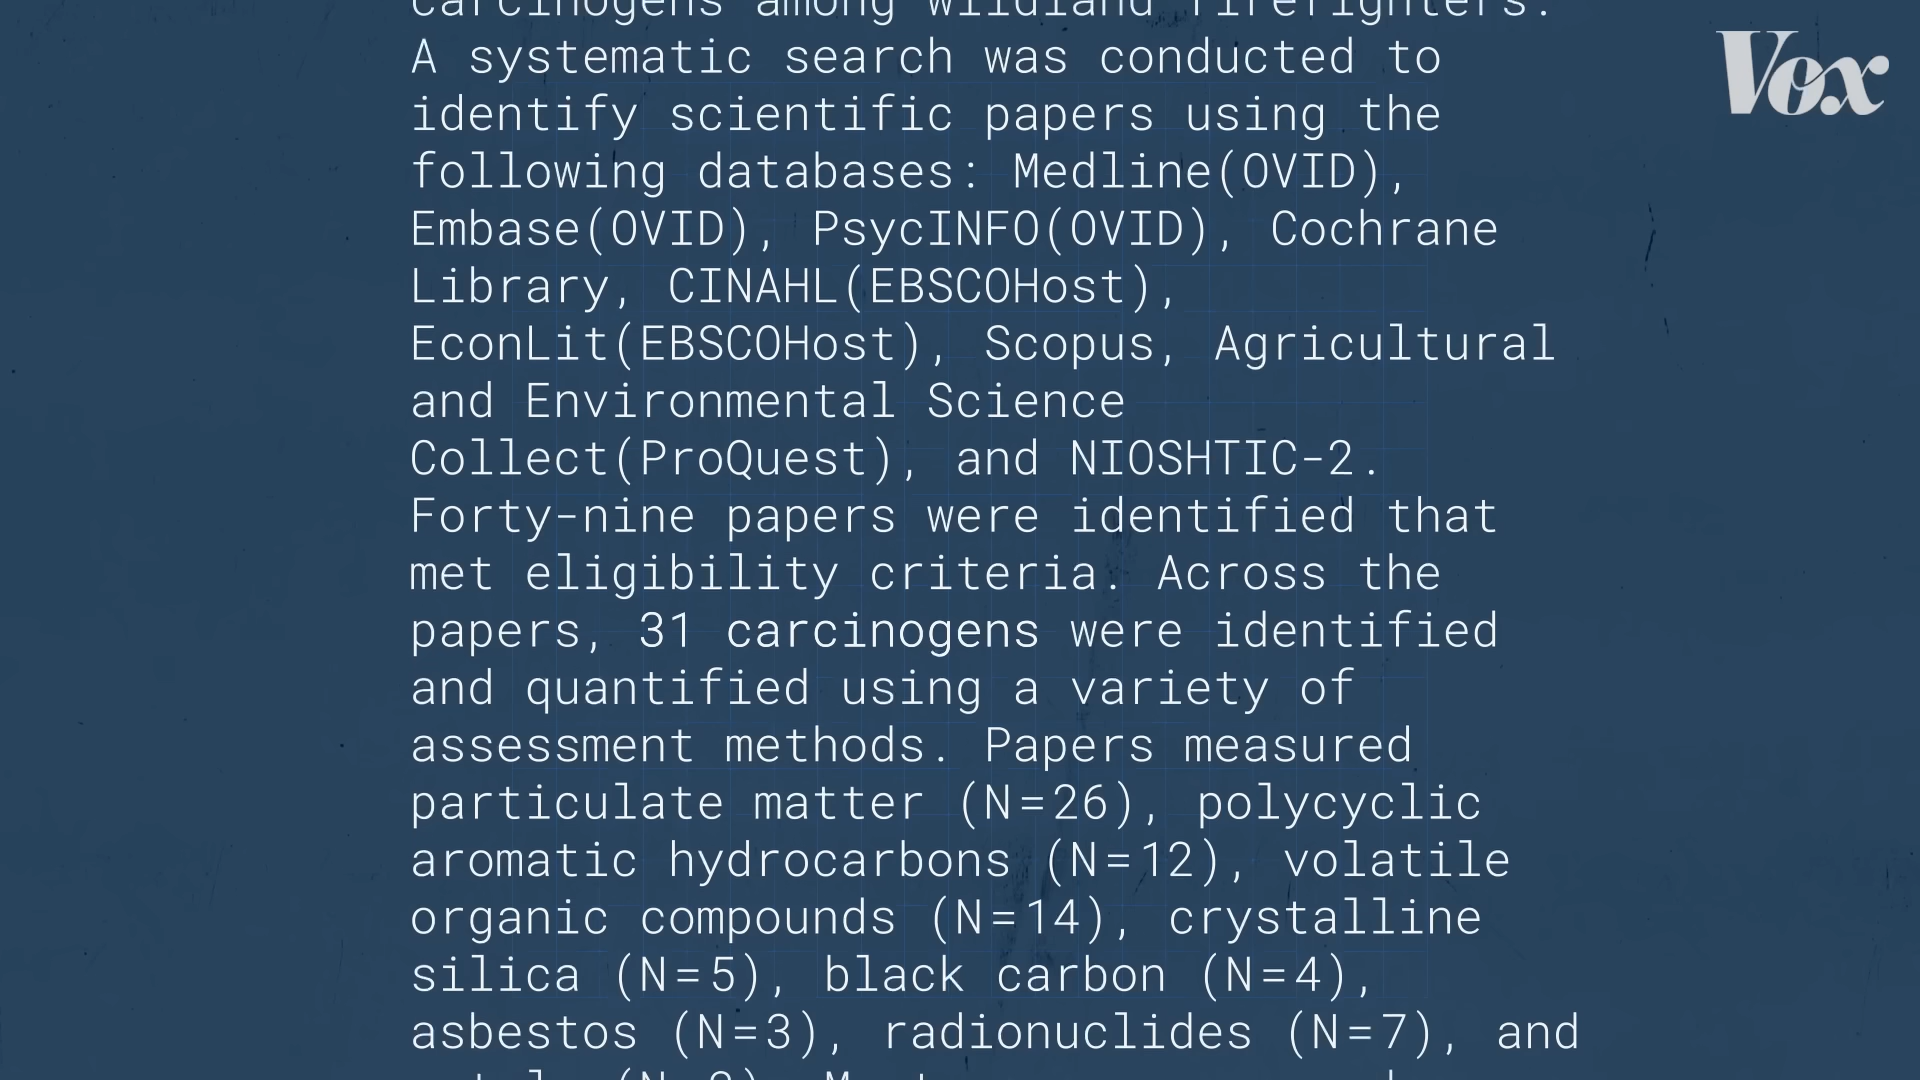 carcinogens among wildland firefighters.
A systematic search was conducted to
identify scientific papers using the
following databases: Medline(OVID),
Embase(OVID), PsycINFO(OVID), Cochrane
Library, CINAHL(EBSCOHost),
EconLit(EBSCOHost), Scopus, Agricultural
and Environmental Science
Collect(ProQuest), and NIOSHTIC-2.
Forty-nine papers were identified that
met eligibility criteria. Across the
papers, 31 carcinogens were identified
and quantified using a variety of
assessment methods. Papers measured
particulate matter (N=26), polycyclic
aromatic hydrocarbons (N=12), volatile
organic compounds (N=14), crystalline
silica (N=5), black carbon (N=4),
asbestos (N=3), radionuclides (N=7), and
Vox